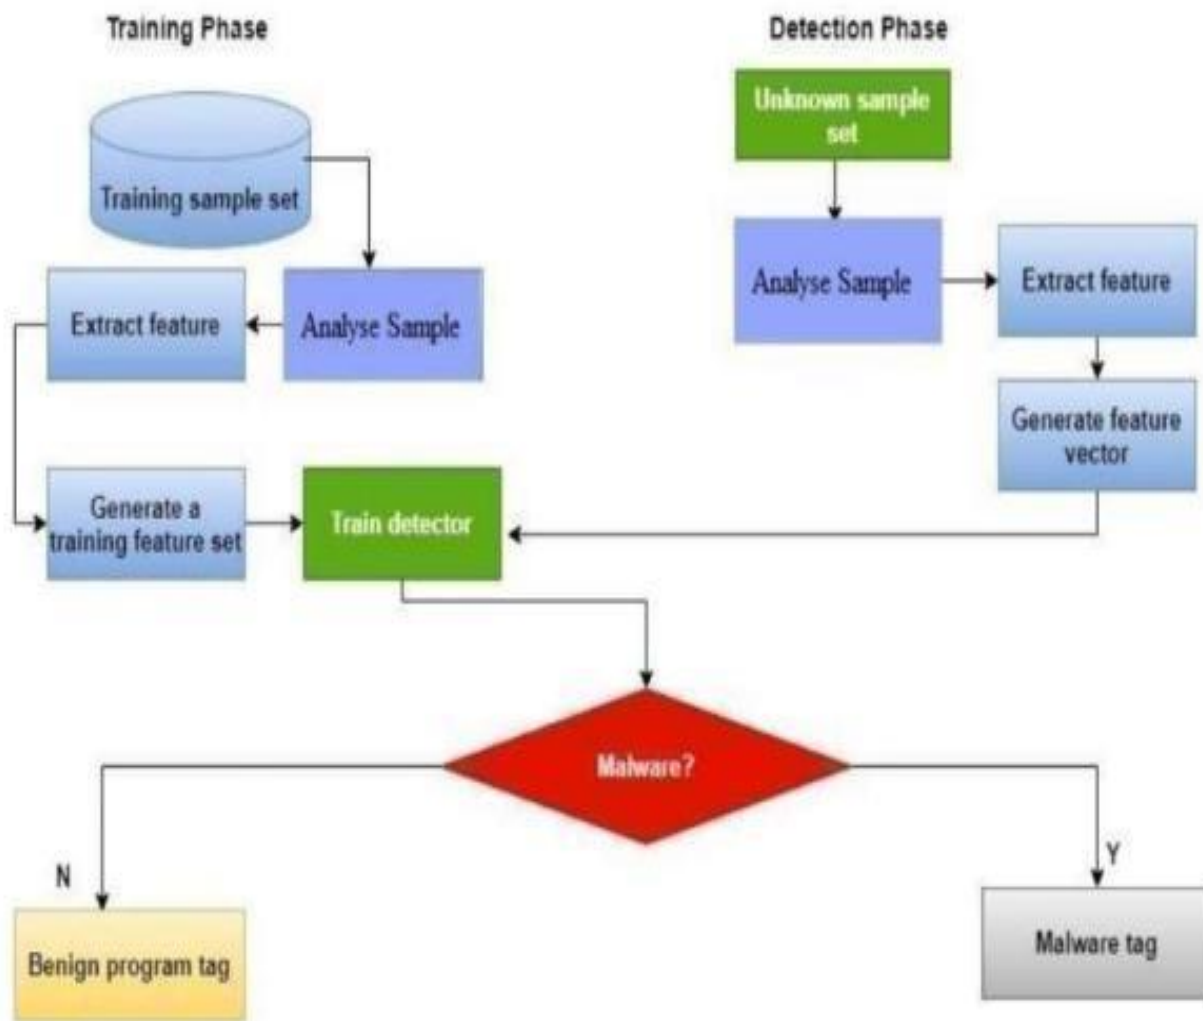 Training Phase
Training sample set
Analyse Sample
Extract feature
Generate a
training feature set
Train detector
Detection Phase
Unknown sample
set
Analyse Sample
Extract feature
Generate feature
vector
Malware?
N
Benign program tag
Y
Malware tag